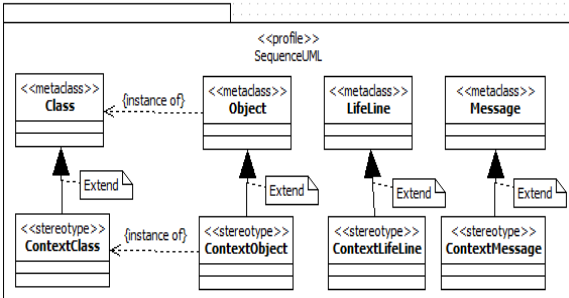 <<profile>>
SequenceUML
<<metaclass>>
Class
{instance of}
<<metaclass>>
Object
<<metaclass>>
LifeLine
<<metaclass>>
Message
Extend
Extend
Extend
Extend
<<stereotype>>
ContextClass
{instance of}
<<stereotype>>
ContextObject
<<stereotype>>
ContextLifeLine
<<stereotype>>
ContextMessage